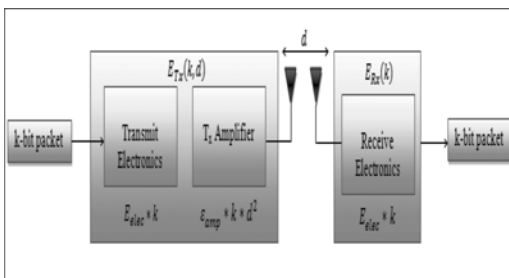 E_Tx(k,d)
d
E_Rx(k)
k-bit packet
Transmit
Electronics
T_X Amplifier
Receive
Electronics
k-bit packet
E_elec * k
ε_amp * k * d²
E_elec * k